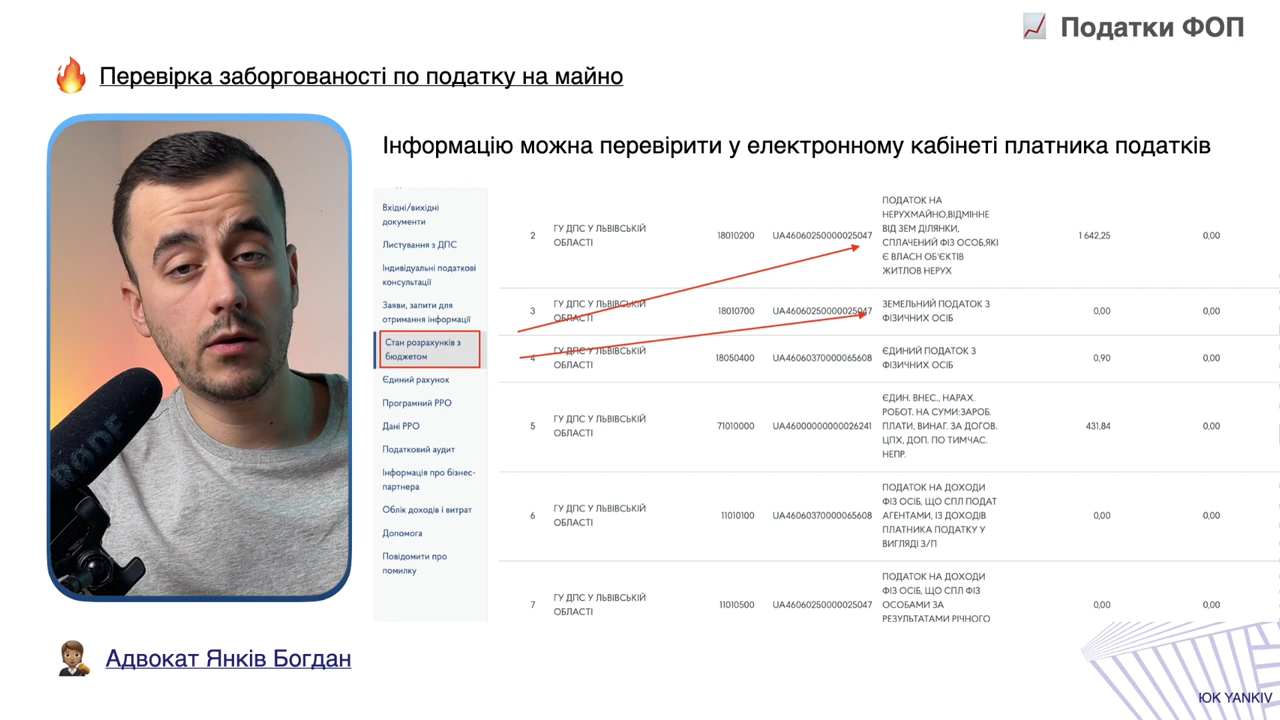 Податки ФОП
Перевірка заборгованості по податку на майно
Інформацію можна перевірити у електронному кабінеті платника податків
Вхідні/вихідні
документи
Листування з ДПС
Індивідуальні податкові
консультації
Заяви, запити для
отримання інформації
Стан розрахунків з
бюджетом
Єдиний рахунок
Програмний РРО
Дані РРО
Податковий аудит
Інформація про бізнес-
партнера
Облік доходів і витрат
Допомога
Повідомити про
помилку
2 ГУ ДПС У ЛЬВІВСЬКІЙ ОБЛАСТІ 18010200 UA46060250000025047 1 642,25 0,00
ПОДАТОК НА
НЕРУХМАЙНО,ВІДМІННЕ
ВІД ЗЕМ ДІЛЯНКИ,
СПЛАЧЕНИЙ ФІЗ ОСОБ,ЯКІ
Є ВЛАСН ОБ'ЄКТІВ
ЖИТЛОВ НЕРУХ
3 ГУ ДПС У ЛЬВІВСЬКІЙ ОБЛАСТІ 18010700 UA46060250000025047 0,00 0,00
ЗЕМЕЛЬНИЙ ПОДАТОК З
ФІЗИЧНИХ ОСІБ
4 ГУ ДПС У ЛЬВІВСЬКІЙ ОБЛАСТІ 18050400 UA46060370000065608 0,90 0,00
ЄДИНИЙ ПОДАТОК З
ФІЗИЧНИХ ОСІБ
5 ГУ ДПС У ЛЬВІВСЬКІЙ ОБЛАСТІ 71010000 UA46000000000026241 431,84 0,00
ЄДИН. ВНЕС., НАРАХ.
РОБОТ. НА СУМИ:ЗАРОБ.
ПЛАТИ, ВИНАГ. ЗА ДОГОВ.
ЦПХ, ДОП. ПО ТИМЧАС.
НЕПР.
6 ГУ ДПС У ЛЬВІВСЬКІЙ ОБЛАСТІ 11010100 UA46060370000065608 0,00 0,00
ПОДАТОК НА ДОХОДИ
ФІЗ ОСІБ, ЩО СПЛ ПОДАТ
АГЕНТАМИ, ІЗ ДОХОДІВ
ПЛАТНИКА ПОДАТКУ У
ВИГЛЯДІ З/П
7 ГУ ДПС У ЛЬВІВСЬКІЙ ОБЛАСТІ 11010500 UA46060250000025047 0,00 0,00
ПОДАТОК НА ДОХОДИ
ФІЗ ОСІБ, ЩО СПЛ ФІЗ
ОСОБАМИ ЗА
РЕЗУЛЬТАТАМИ РІЧНОГО
RØDE
Адвокат Янків Богдан
ЮК YANKIV